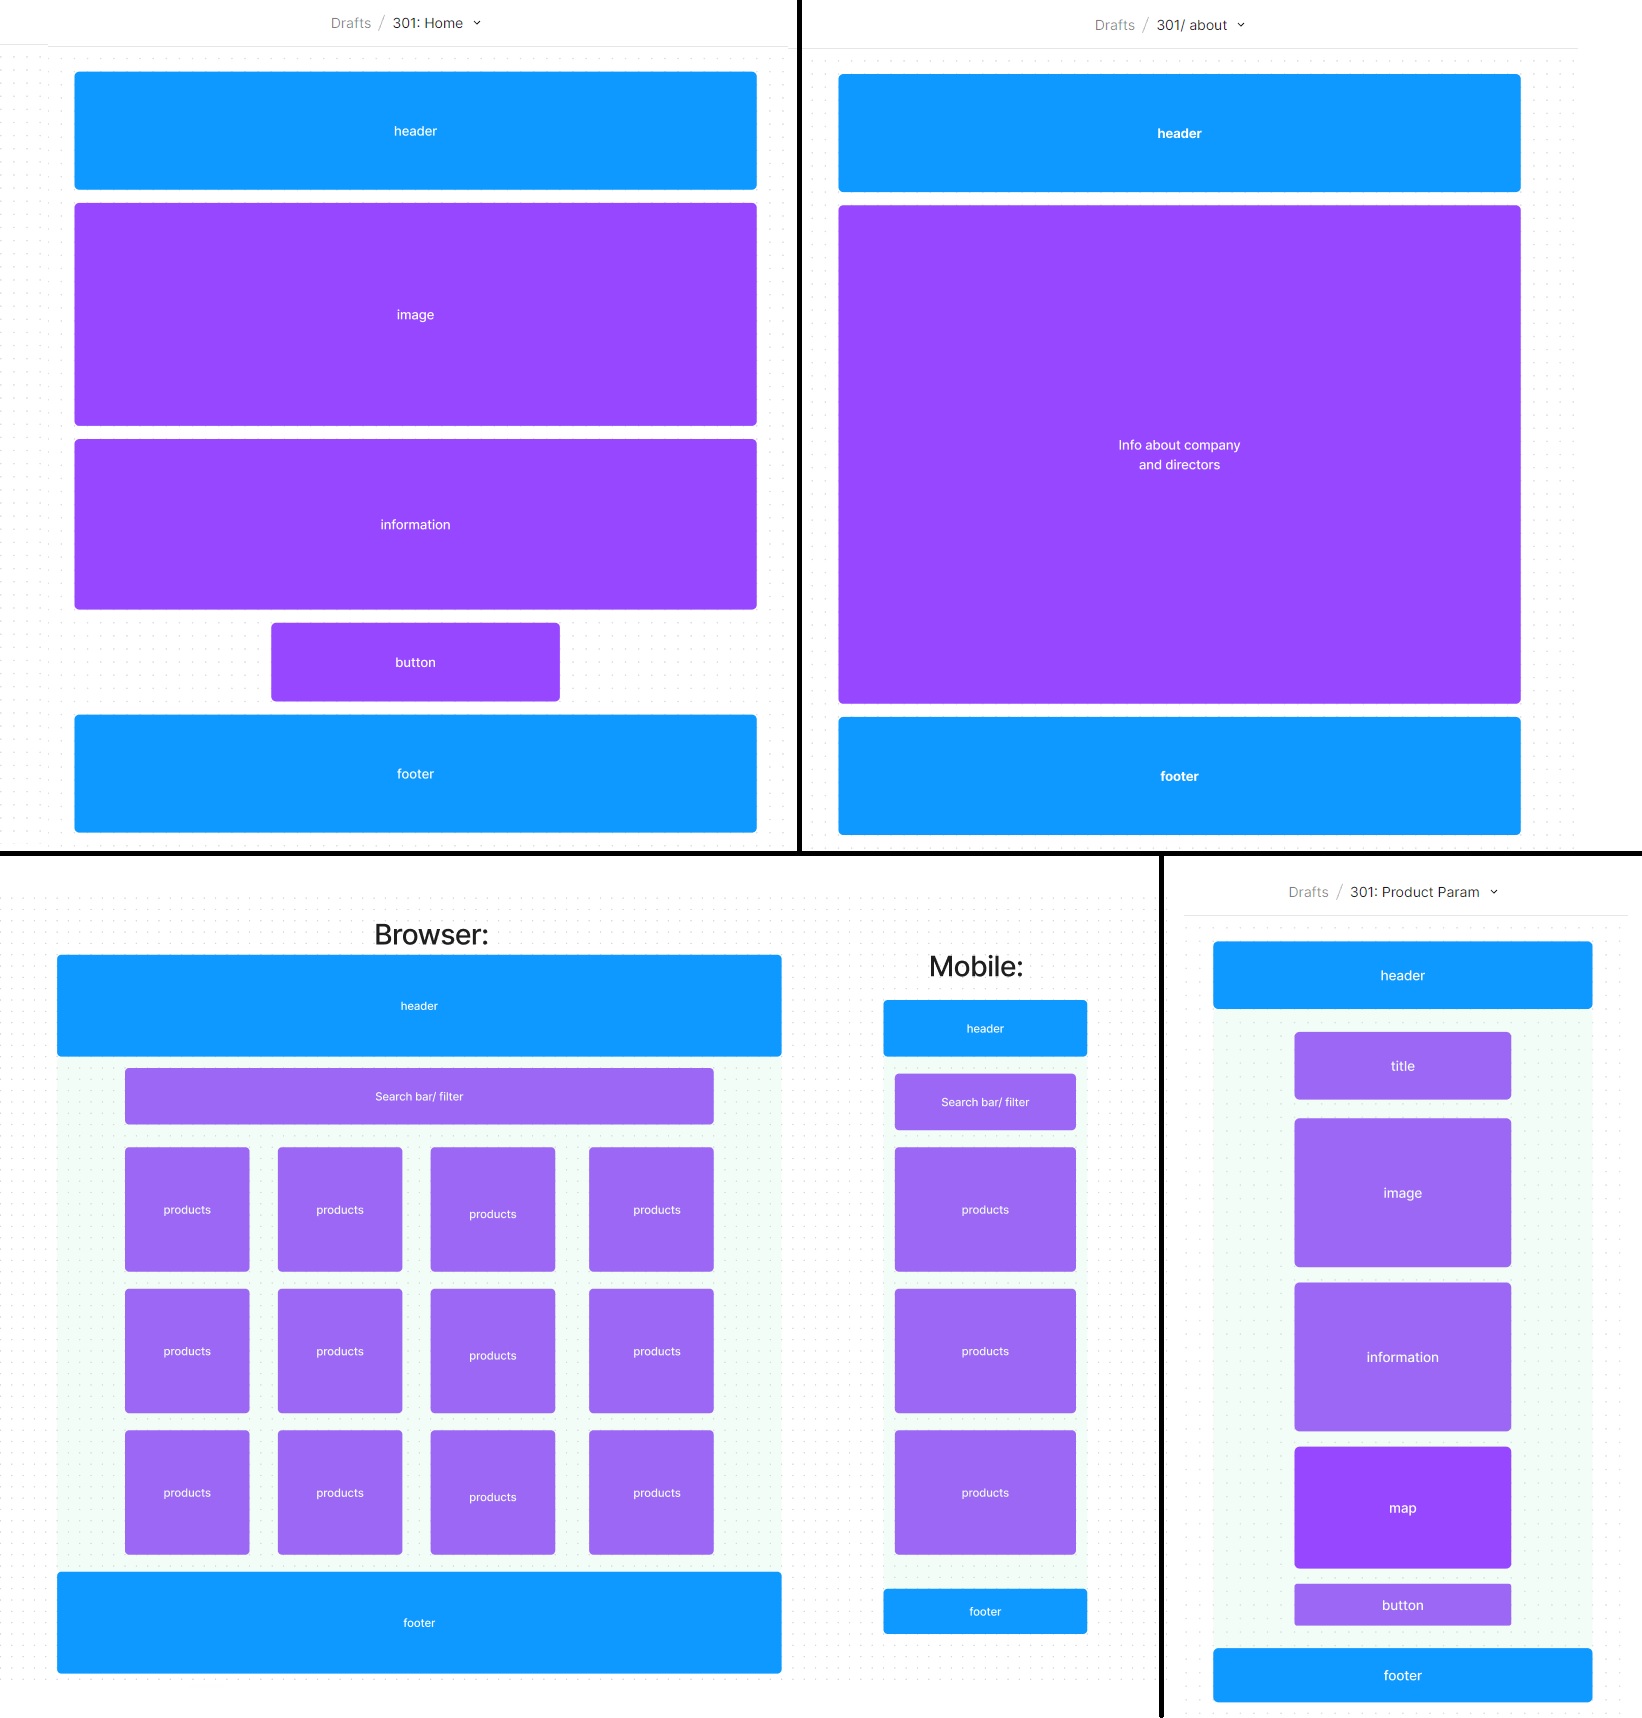 Drafts / 301: Home
header
image
information
button
footer
Drafts / 301/ about
header
Info about company
and directors
footer
Browser:
header
Search bar/ filter
products products products products
products products products products
products products products products
footer
Mobile:
header
Search bar/ filter
products
products
products
footer
Drafts / 301: Product Param
header
title
image
information
map
button
footer